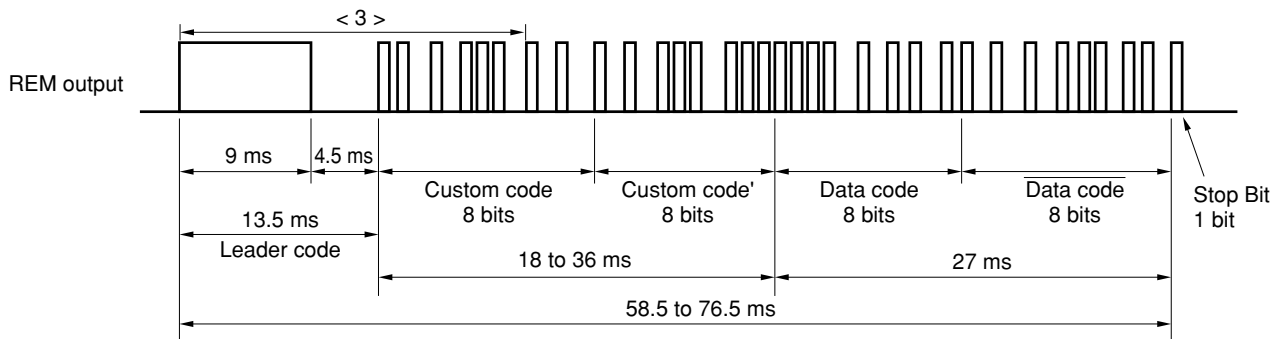 < 3 >
REM output
9 ms
4.5 ms
Custom code
8 bits
Custom code'
8 bits
Data code
8 bits
Data code
8 bits
Stop Bit
1 bit
13.5 ms
Leader code
18 to 36 ms
27 ms
58.5 to 76.5 ms